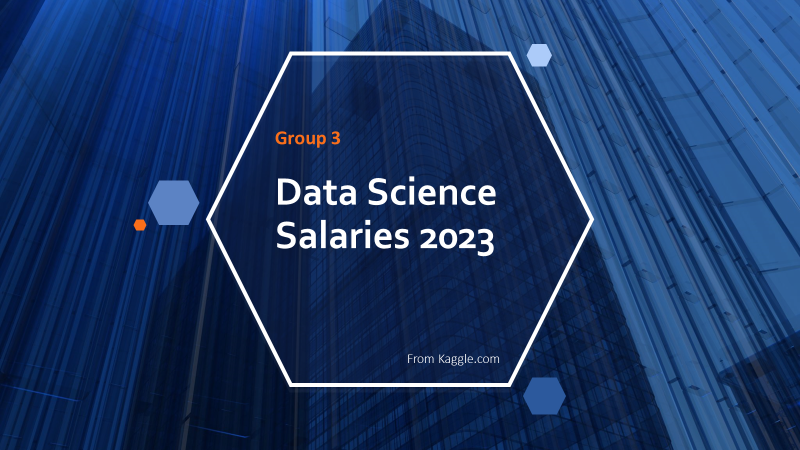 Group 3
Data Science
Salaries 2023
From Kaggle.com